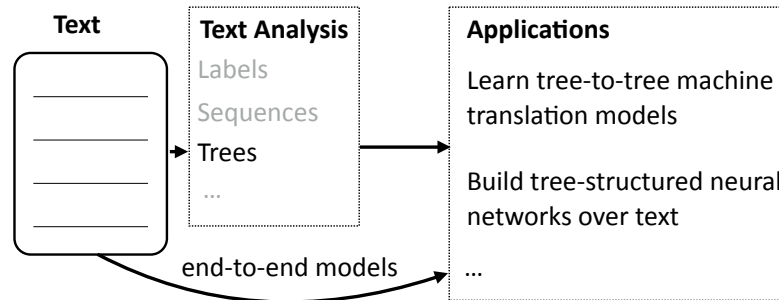 Text
Text Analysis
Labels
Sequences
Trees
...
Applications
Learn tree-to-tree machine
translation models
Build tree-structured neural
networks over text
...
end-to-end models